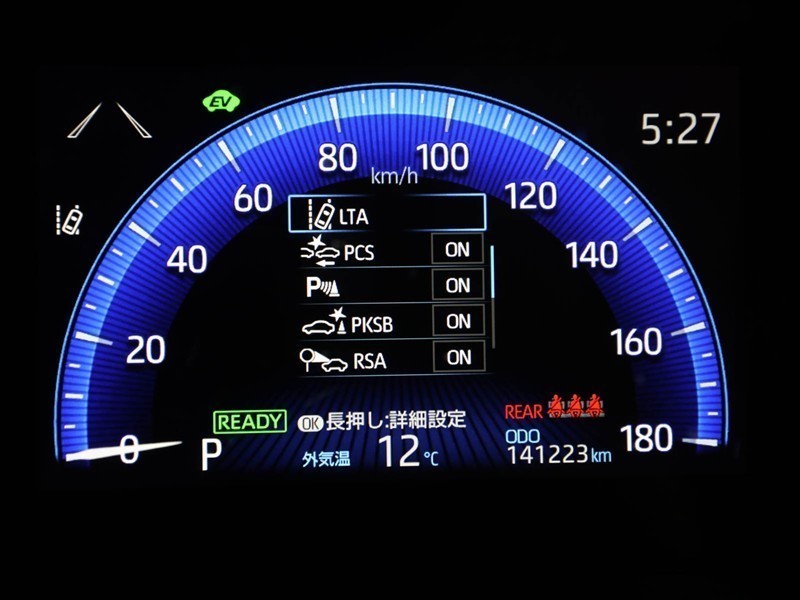 EV
5:27
80
100
km/h
60
120
LTA
40
PCS ON
140
P ON
PKSB ON
20
RSA ON
160
READY
OK 長押し:詳細設定
REAR
ODO
0
P
外気温 12℃
141223km
180